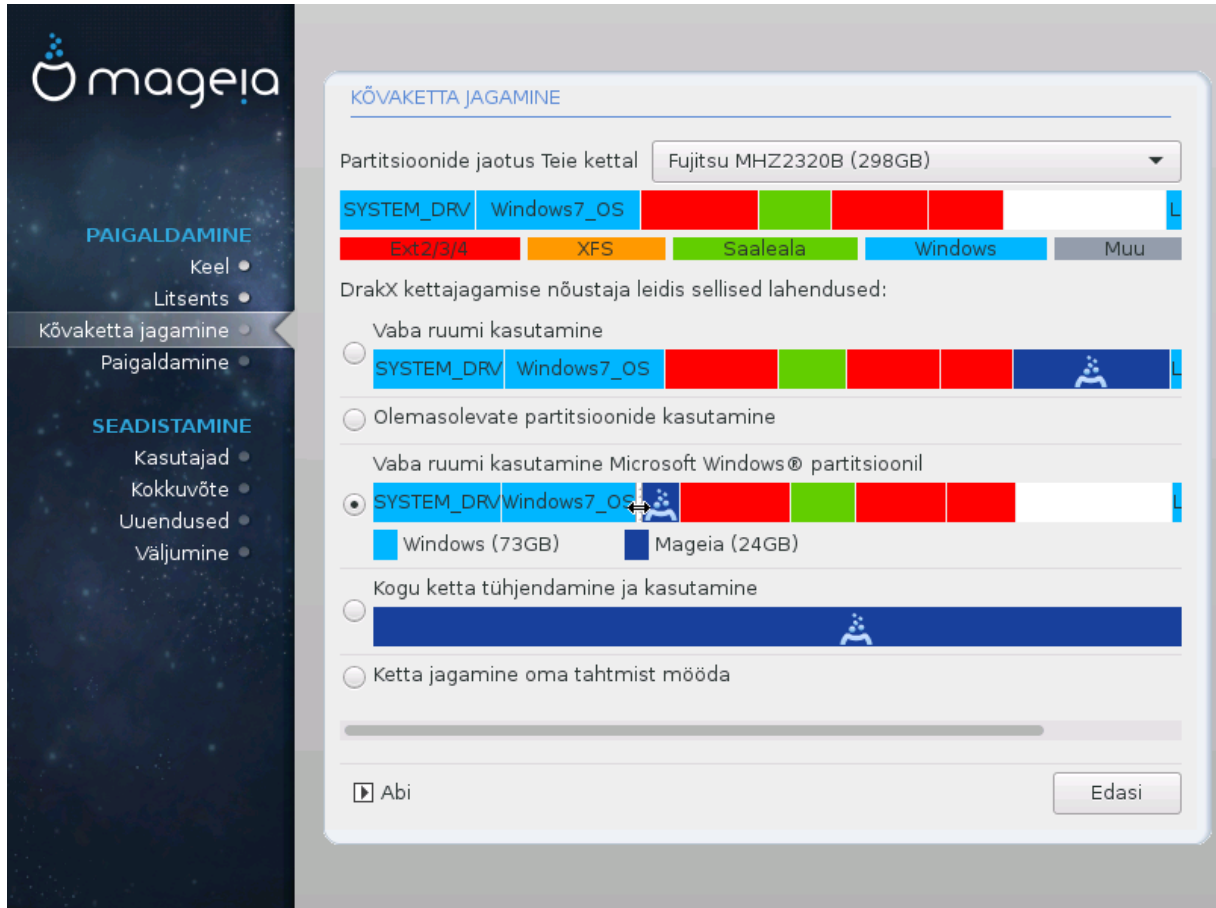 mageia
PAIGALDAMINE
Keel
Litsents
Kõvaketta jagamine
Paigaldamine
SEADISTAMINE
Kasutajad
Kokkuvõte
Uuendused
Väljumine
KÕVAKETTA JAGAMINE
Partitsioonide jaotus Teie kettal Fujitsu MHZ2320B (298GB)
SYSTEM_DRV Windows7_OS L
Ext2/3/4 XFS Saaleala Windows Muu
DrakX kettajagamise nõustaja leidis sellised lahendused:
Vaba ruumi kasutamine
SYSTEM_DRV Windows7_OS L
Olemasolevate partitsioonide kasutamine
Vaba ruumi kasutamine Microsoft Windows® partitsioonil
SYSTEM_DRV Windows7_OS L
Windows (73GB) Mageia (24GB)
Kogu ketta tühjendamine ja kasutamine
Ketta jagamine oma tahtmist mööda
Abi
Edasi